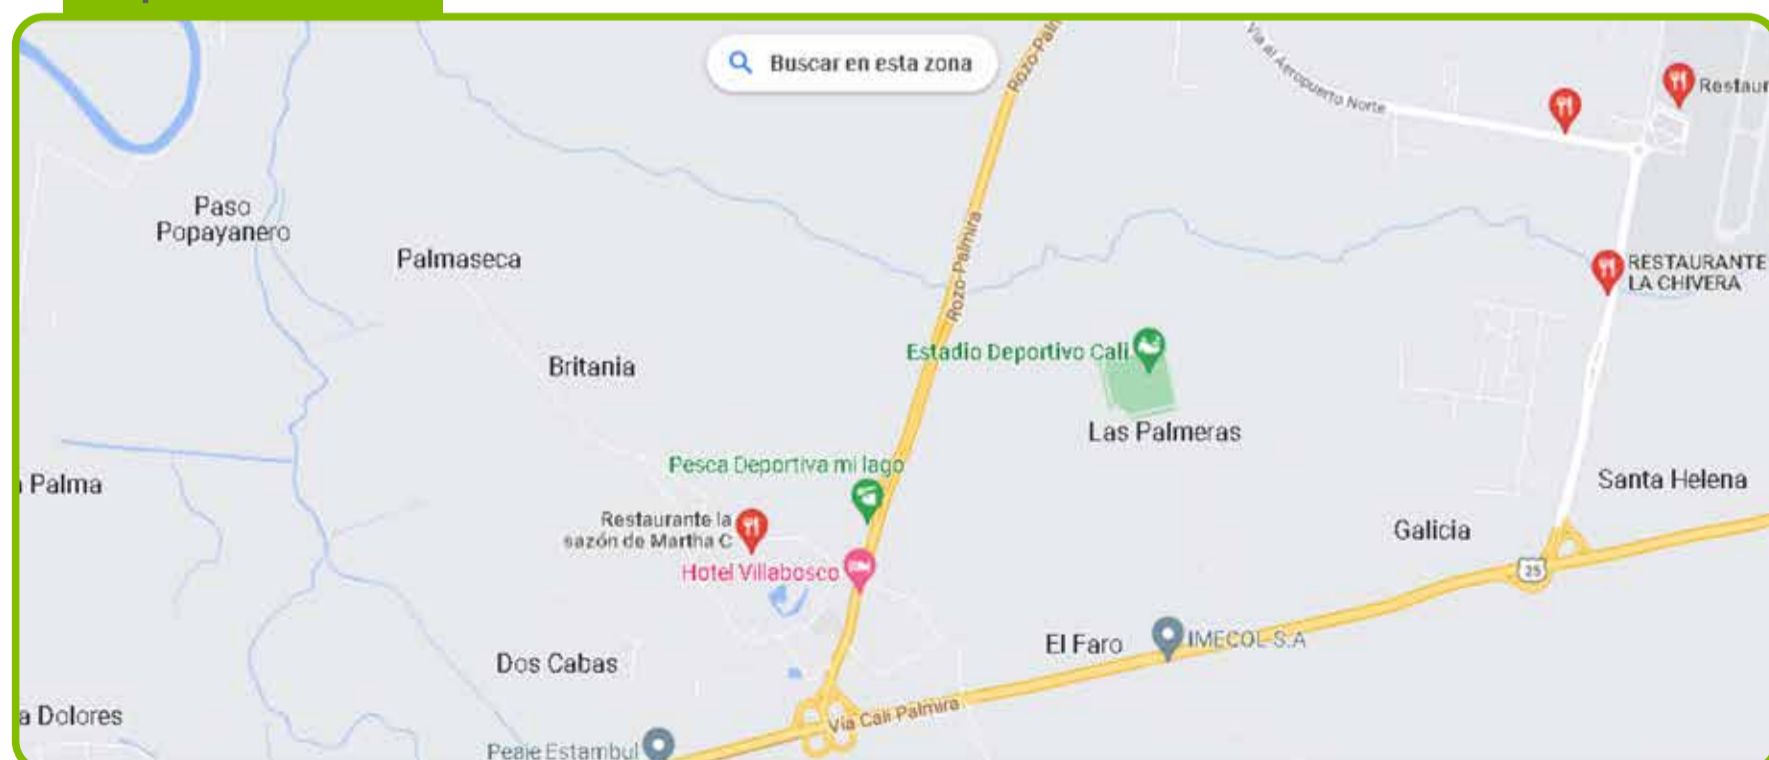 Buscar en esta zona
Rozo-Palm
Vía al Aeropuerto Norte
Restaur
Paso
Popayanero
Palmaseca
Rozo-Palmira
RESTAURANTE
LA CHIVERA
Estadio Deportivo Cali
Britania
Las Palmeras
Pesca Deportiva mi lago
Palma
Santa Helena
Restaurante la
sazón de Martha C
Galicia
Hotel Villabosco
25
El Faro
IMECOL S.A
Dos Cabas
a Dolores
Vía Cali Palmira
Peaje Estambul